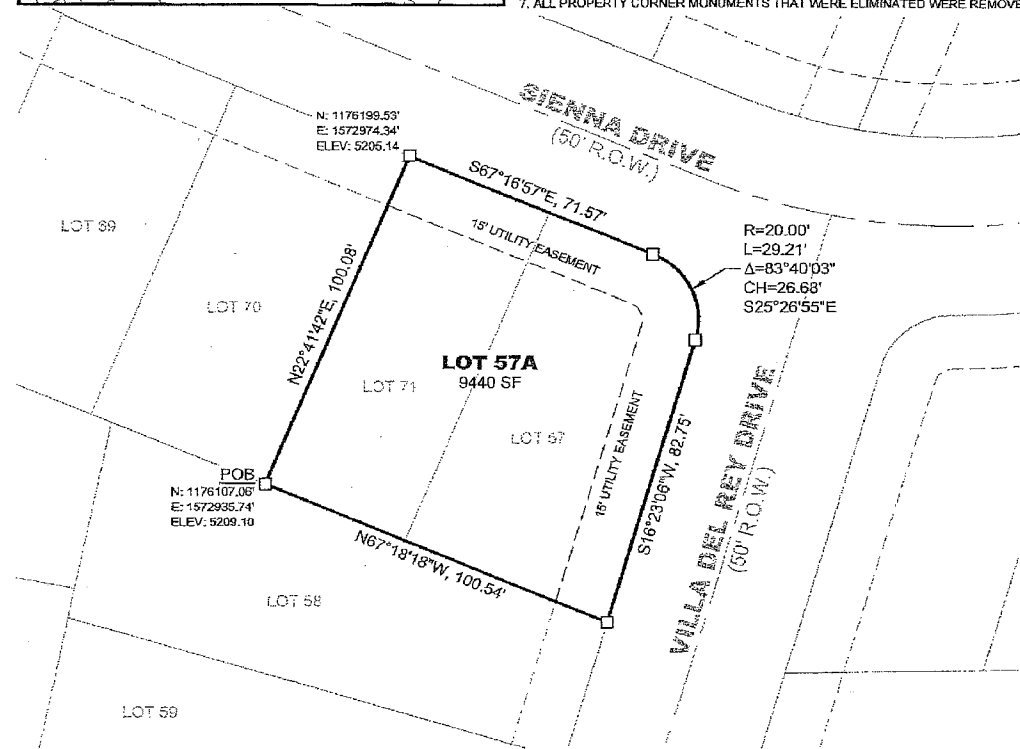 7. ALL PROPERTY CORNER MONUMENTS THAT WERE ELIMINATED WERE REMOVE
SIENNA DRIVE
(50' R.O.W.)
N: 1176199.53'
E: 1572974.34'
ELEV: 5205.14
S67°16'57"E, 71.57'
LOT 69
15' UTILITY EASEMENT
R=20.00'
L=29.21'
Δ=83°40'03"
CH=26.68'
S25°26'55"E
LOT 70
N22°41'42"E, 100.08'
LOT 57A
9440 SF
LOT 71
LOT 57
15' UTILITY EASEMENT
S16°23'06"W, 82.75'
VILLA DEL REY DRIVE
(50' R.O.W.)
POB
N: 1176107.06'
E: 1572935.74'
ELEV: 5209.10
N67°18'18"W, 100.54'
LOT 58
LOT 59